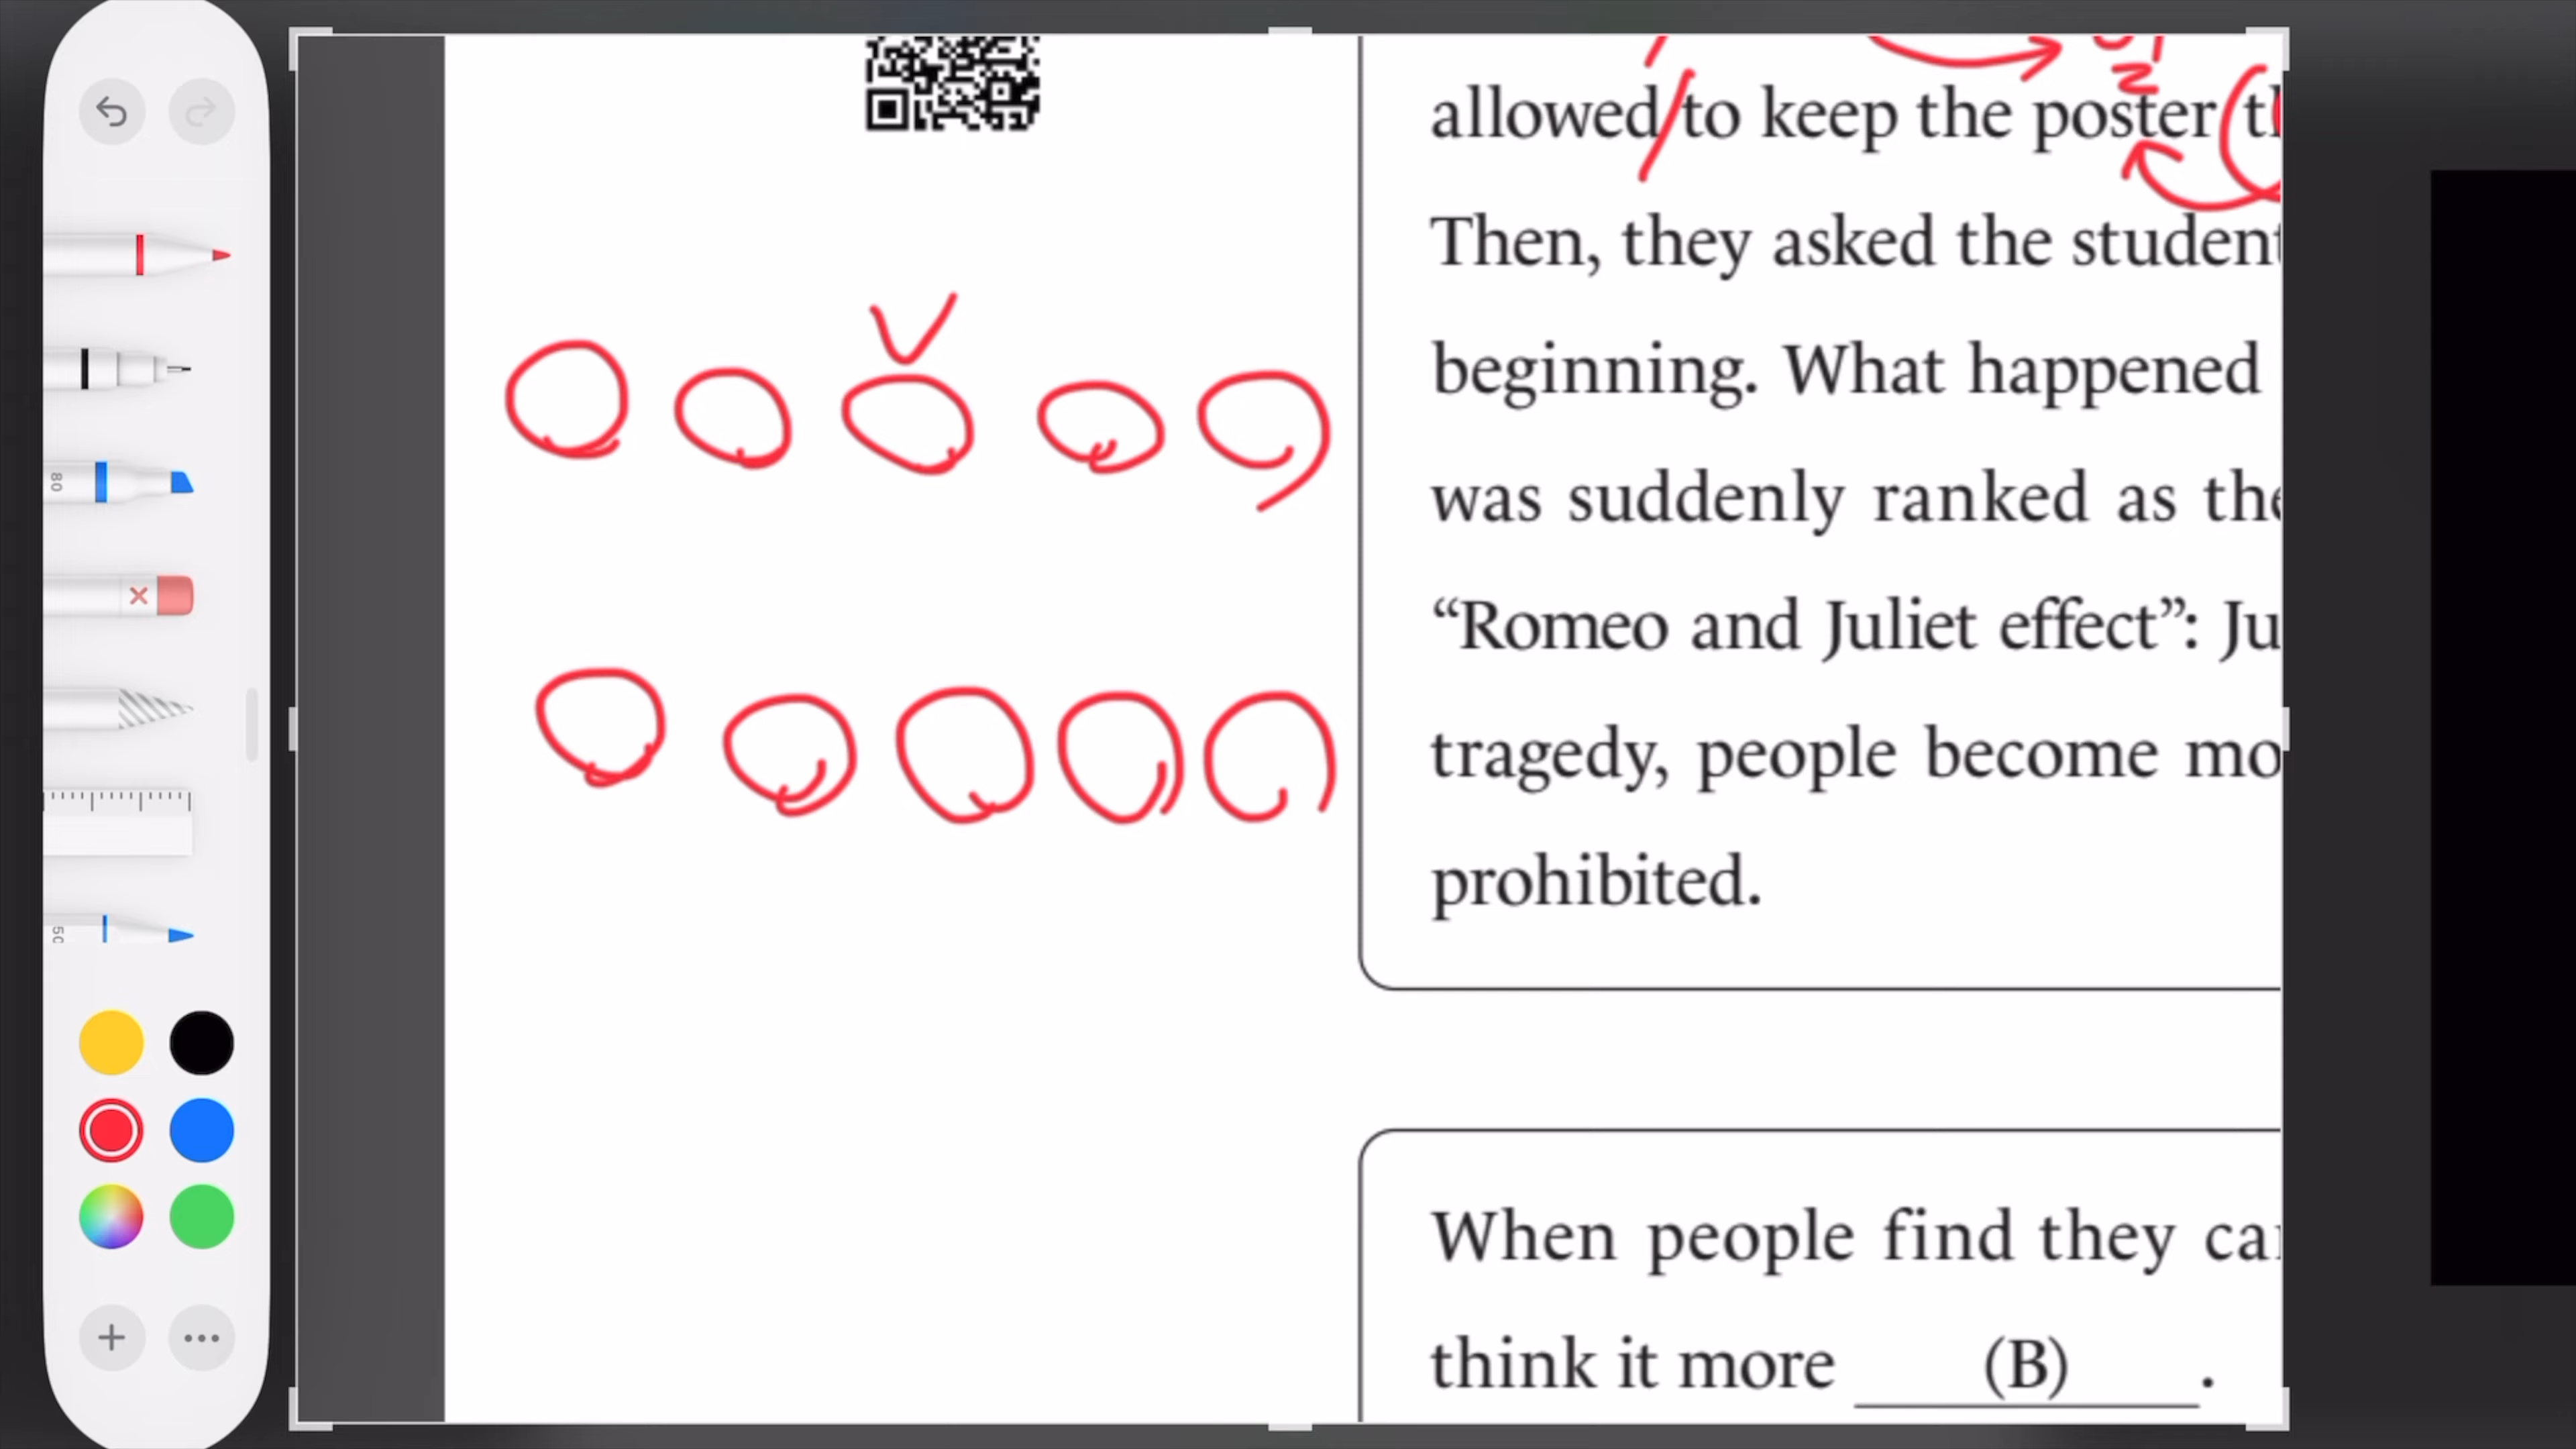 allowed to keep the poster
Then, they asked the student
beginning. What happened
was suddenly ranked as the
“Romeo and Juliet effect”: Ju
tragedy, people become mo
prohibited.
When people find they
think it more (B) .
80